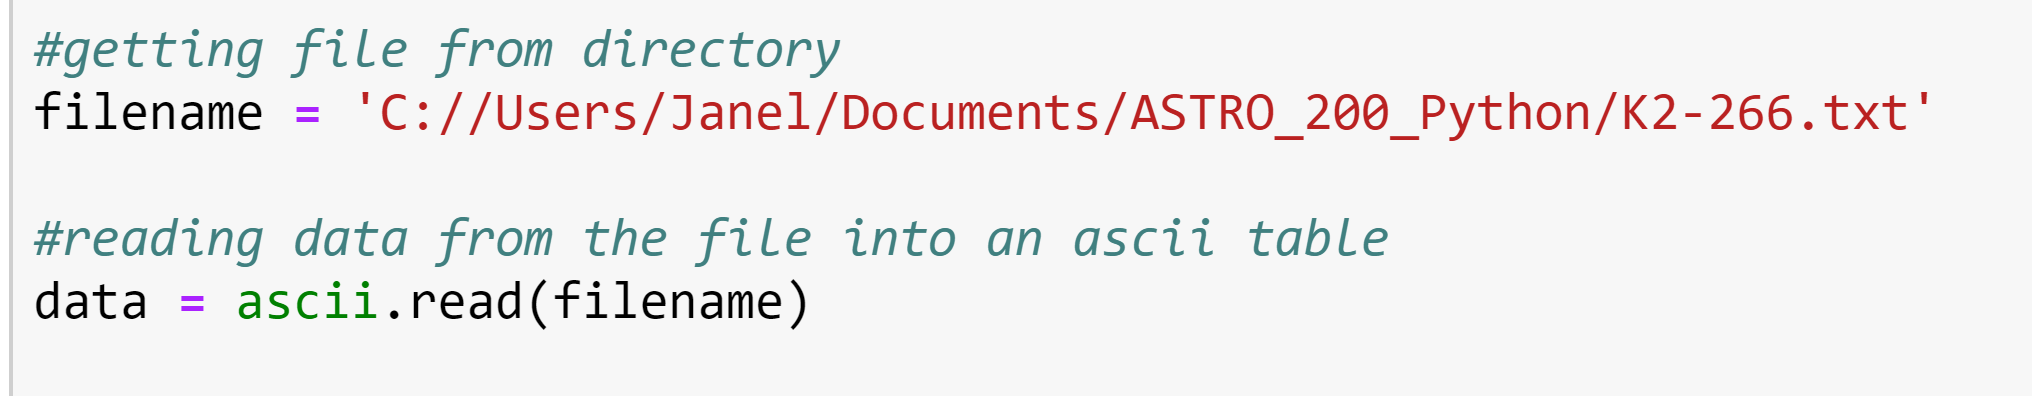 #getting file from directory
filename = 'C://Users/Janel/Documents/ASTRO_200_Python/K2-266.txt'
#reading data from the file into an ascii table
data = ascii.read(filename)